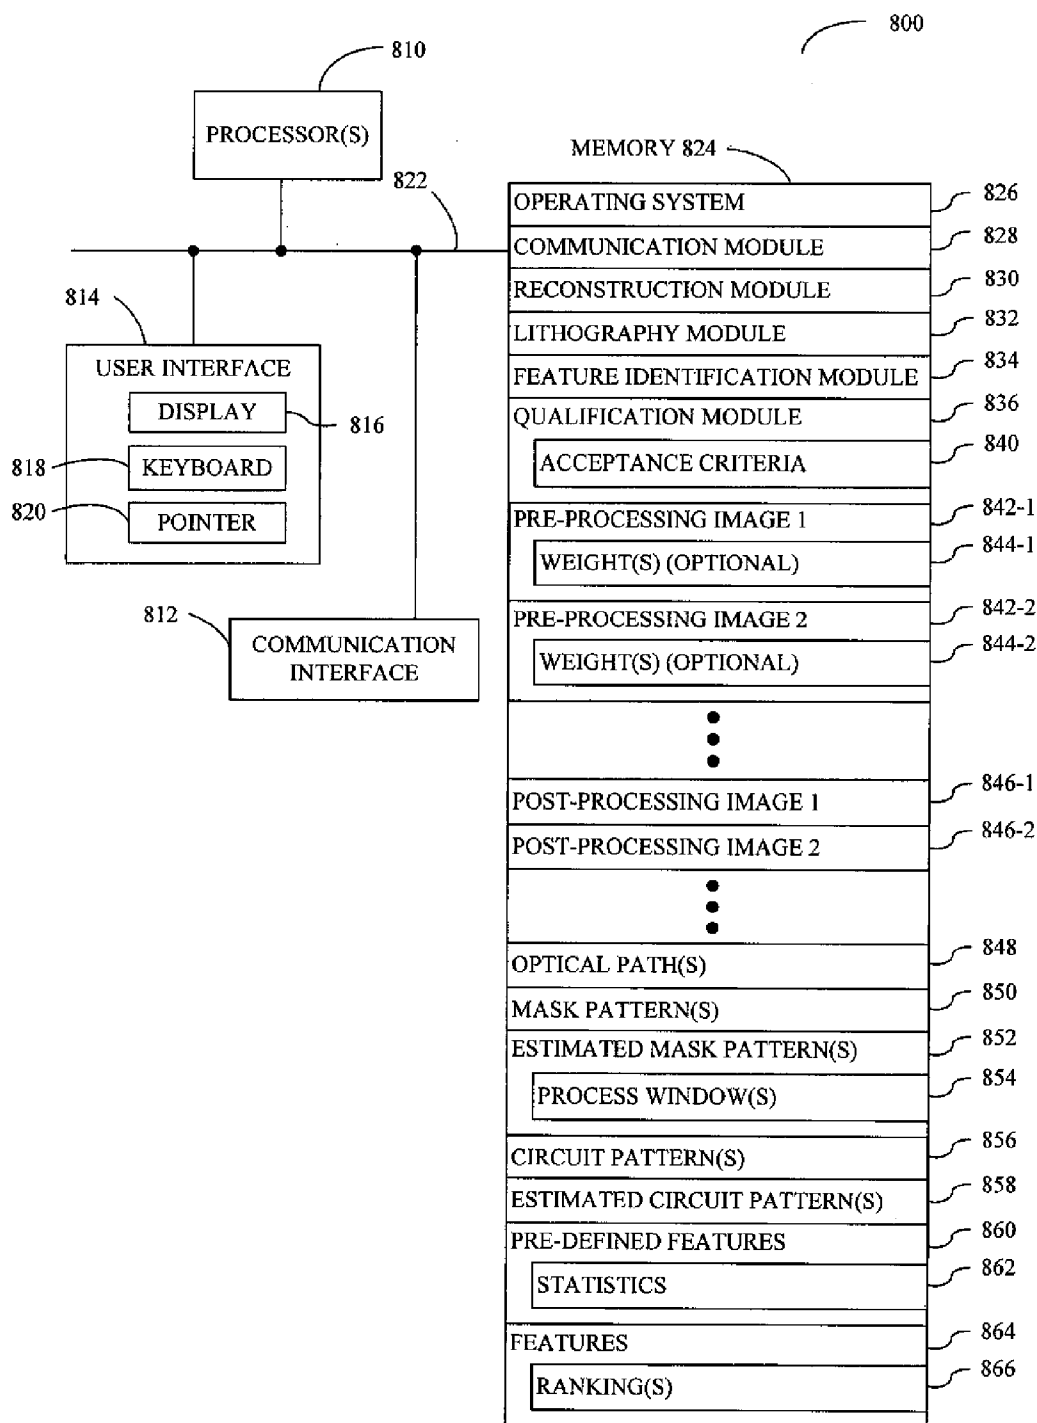 800
810
PROCESSOR(S)
MEMORY 824
822
OPERATING SYSTEM 826
COMMUNICATION MODULE 828
RECONSTRUCTION MODULE 830
LITHOGRAPHY MODULE 832
FEATURE IDENTIFICATION MODULE 834
QUALIFICATION MODULE 836
ACCEPTANCE CRITERIA 840
814
USER INTERFACE
DISPLAY
816
818
KEYBOARD
820
POINTER
812
COMMUNICATION
INTERFACE
PRE-PROCESSING IMAGE 1 842-1
WEIGHT(S) (OPTIONAL) 844-1
PRE-PROCESSING IMAGE 2 842-2
WEIGHT(S) (OPTIONAL) 844-2
POST-PROCESSING IMAGE 1 846-1
POST-PROCESSING IMAGE 2 846-2
OPTICAL PATH(S) 848
MASK PATTERN(S) 850
ESTIMATED MASK PATTERN(S) 852
PROCESS WINDOW(S) 854
CIRCUIT PATTERN(S) 856
ESTIMATED CIRCUIT PATTERN(S) 858
PRE-DEFINED FEATURES 860
STATISTICS 862
FEATURES 864
RANKING(S) 866